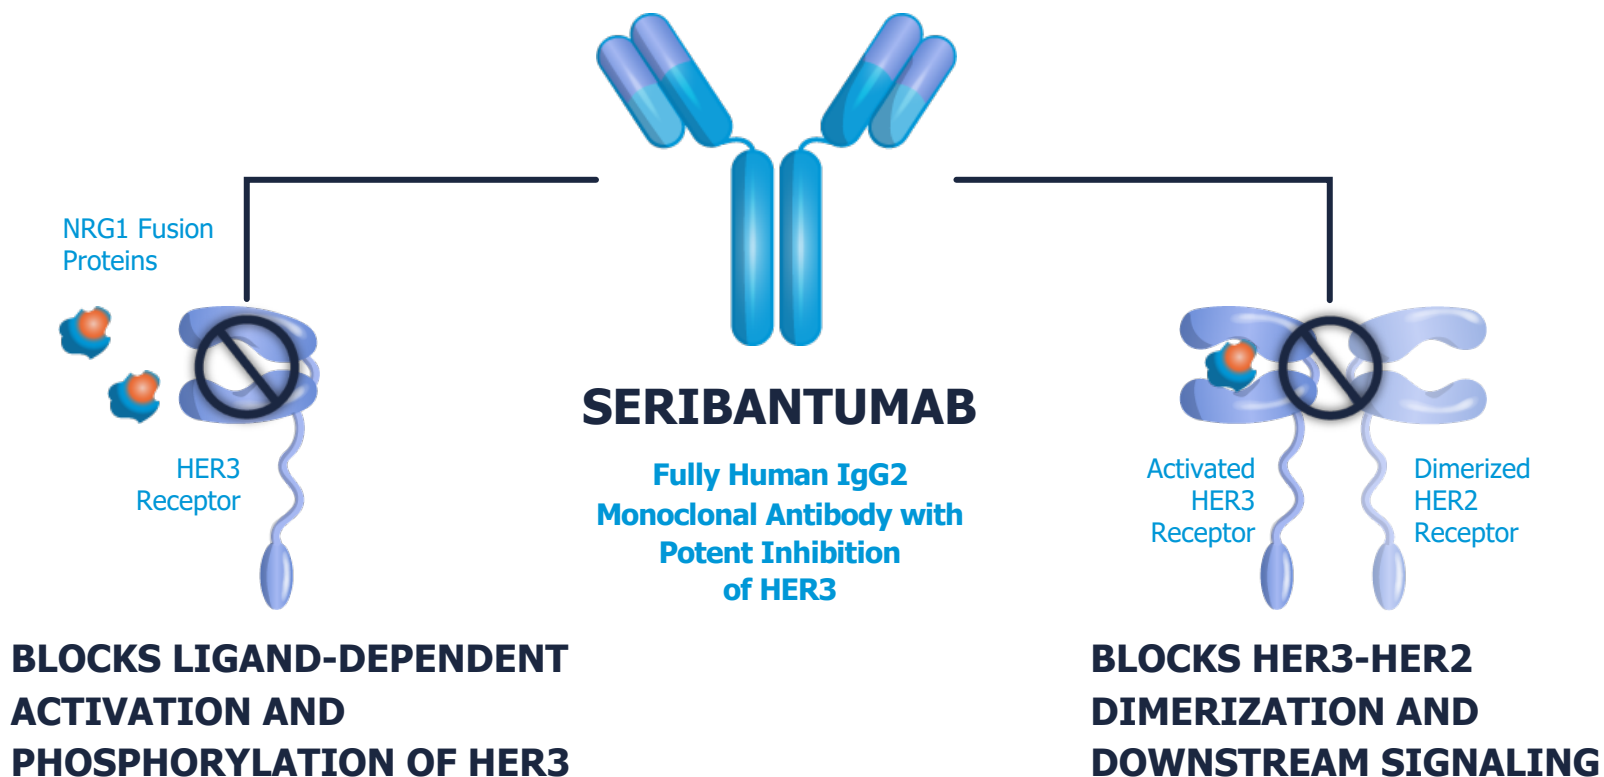 NRG1 Fusion
Proteins
HER3
Receptor
SERIBANTUMAB
Fully Human IgG2
Monoclonal Antibody with
Potent Inhibition
of HER3
Activated
HER3
Receptor
Dimerized
HER2
Receptor
BLOCKS LIGAND-DEPENDENT
ACTIVATION AND
PHOSPHORYLATION OF HER3
BLOCKS HER3-HER2
DIMERIZATION AND
DOWNSTREAM SIGNALING